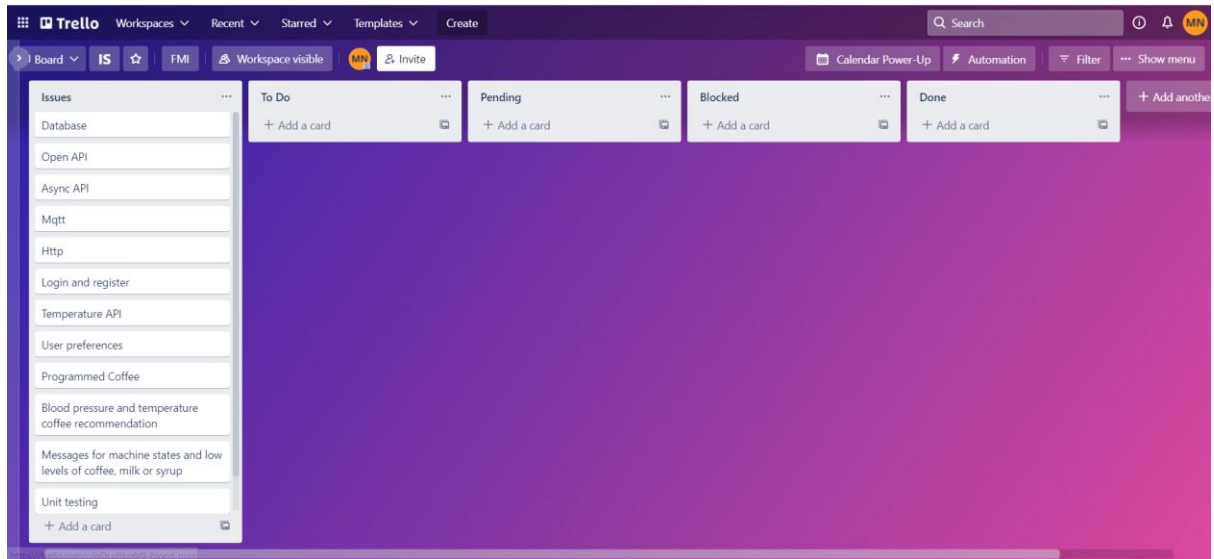 Trello Workspaces Recent Starred Templates Create Search MN
Board IS FMI Workspace visible MN Invite Calendar Power-Up Automation Filter ··· Show menu
Issues ···
Database
Open API
Async API
Mqtt
Http
Login and register
Temperature API
User preferences
Programmed Coffee
Blood pressure and temperature
coffee recommendation
Messages for machine states and low
levels of coffee, milk or syrup
Unit testing
+ Add a card
To Do ···
+ Add a card
Pending ···
+ Add a card
Blocked ···
+ Add a card
Done ···
+ Add a card
+ Add another